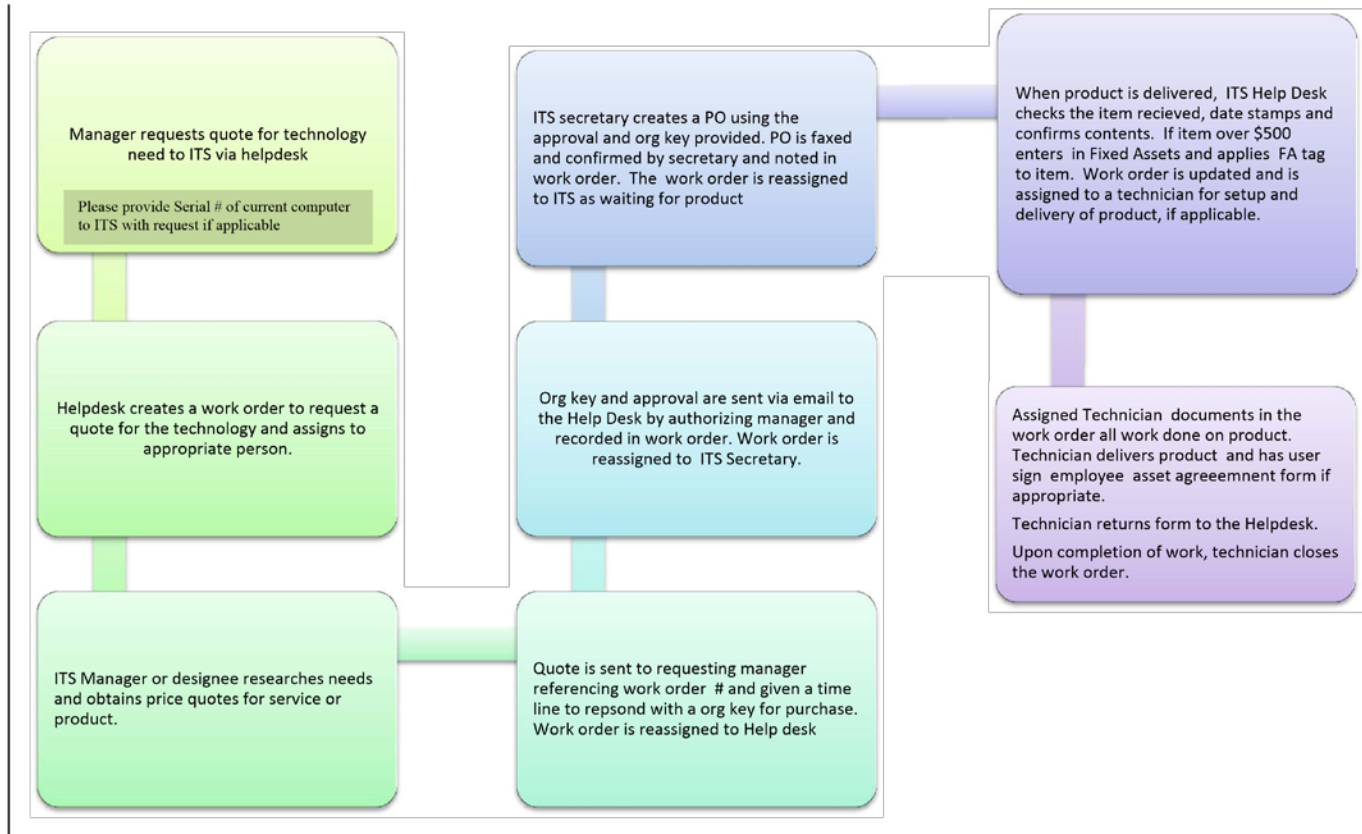 Manager requests quote for technology
need to ITS via helpdesk
Please provide Serial # of current computer
to ITS with request if applicable
Helpdesk creates a work order to request a
quote for the technology and assigns to
appropriate person.
ITS Manager or designee researches needs
and obtains price quotes for service or
product.
Quote is sent to requesting manager
referencing work order # and given a time
line to repsond with a org key for purchase.
Work order is reassigned to Help desk
Org key and approval are sent via email to
the Help Desk by authorizing manager and
recorded in work order. Work order is
reassigned to ITS Secretary.
ITS secretary creates a PO using the
approval and org key provided. PO is faxed
and confirmed by secretary and noted in
work order. The work order is reassigned
to ITS as waiting for product
When product is delivered, ITS Help Desk
checks the item recieved, date stamps and
confirms contents. If item over $500
enters in Fixed Assets and applies FA tag
to item. Work order is updated and is
assigned to a technician for setup and
delivery of product, if applicable.
Assigned Technician documents in the
work order all work done on product.
Technician delivers product and has user
sign employee asset agreeemnent form if
appropriate.
Technician returns form to the Helpdesk.
Upon completion of work, technician closes
the work order.